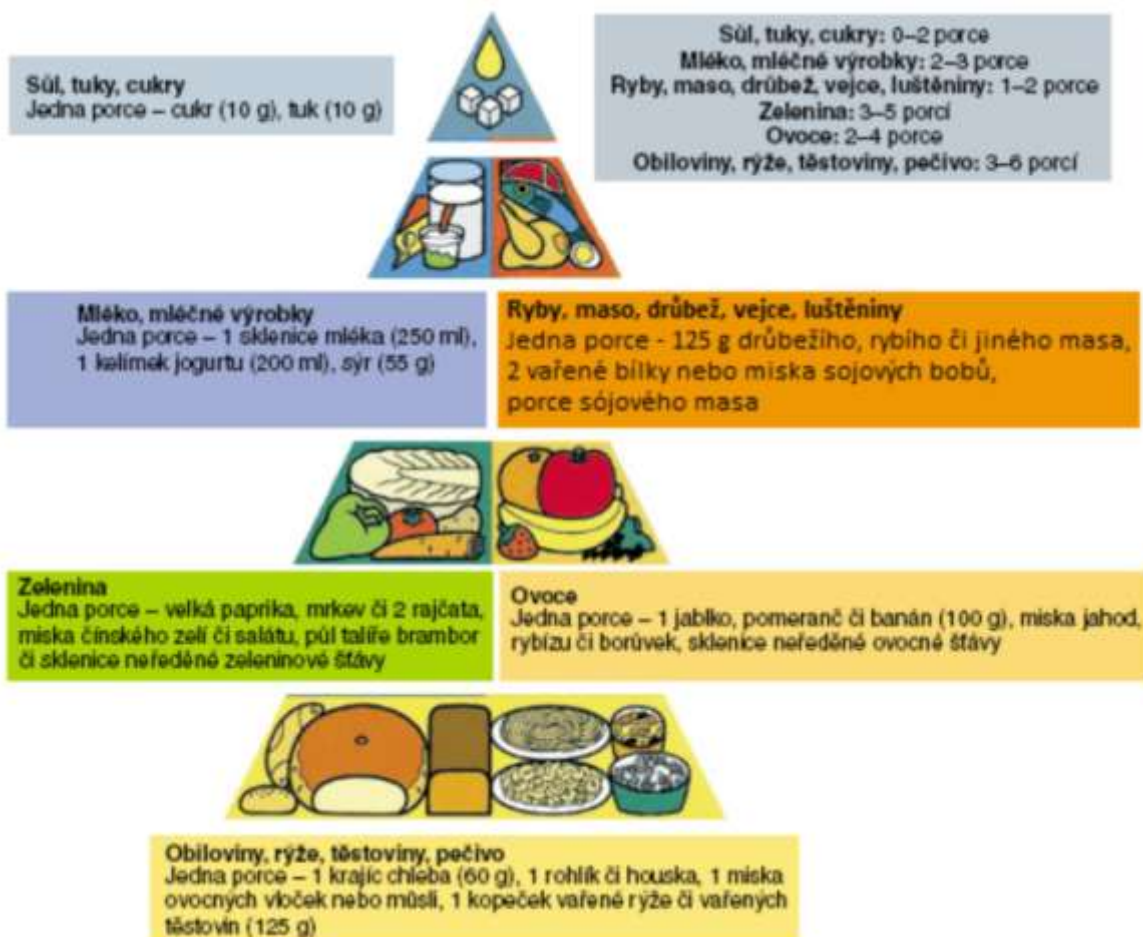 Sůl, tuky, cukry
Jedna porce – cukr (10 g), tuk (10 g)
Sůl, tuky, cukry: 0–2 porce
Mléko, mléčné výrobky: 2–3 porce
Ryby, maso, drůbež, vejce, luštěniny: 1–2 porce
Zelenina: 3–5 porcí
Ovoce: 2–4 porce
Obiloviny, rýže, těstoviny, pečivo: 3–6 porcí
Mléko, mléčné výrobky
Jedna porce – 1 sklenice mléka (250 ml),
1 kelímek jogurtu (200 ml), sýr (55 g)
Ryby, maso, drůbež, vejce, luštěniny
Jedna porce - 125 g drůbežího, rybího či jiného masa,
2 vařené bílky nebo miska sojových bobů,
porce sójového masa
Zelenina
Jedna porce – velká paprika, mrkev či 2 rajčata,
miska čínského zelí či salátu, půl talíře brambor
či sklenice neředěné zeleninové šťávy
Ovoce
Jedna porce – 1 jablko, pomeranč či banán (100 g), miska jahod,
rybízu či borůvek, sklenice neředěné ovocné šťávy
Obiloviny, rýže, těstoviny, pečivo
Jedna porce – 1 krajíc chleba (60 g), 1 rohlík či houska, 1 miska
ovocných vloček nebo müsli, 1 kopeček vařené rýže či vařených
těstovin (125 g)